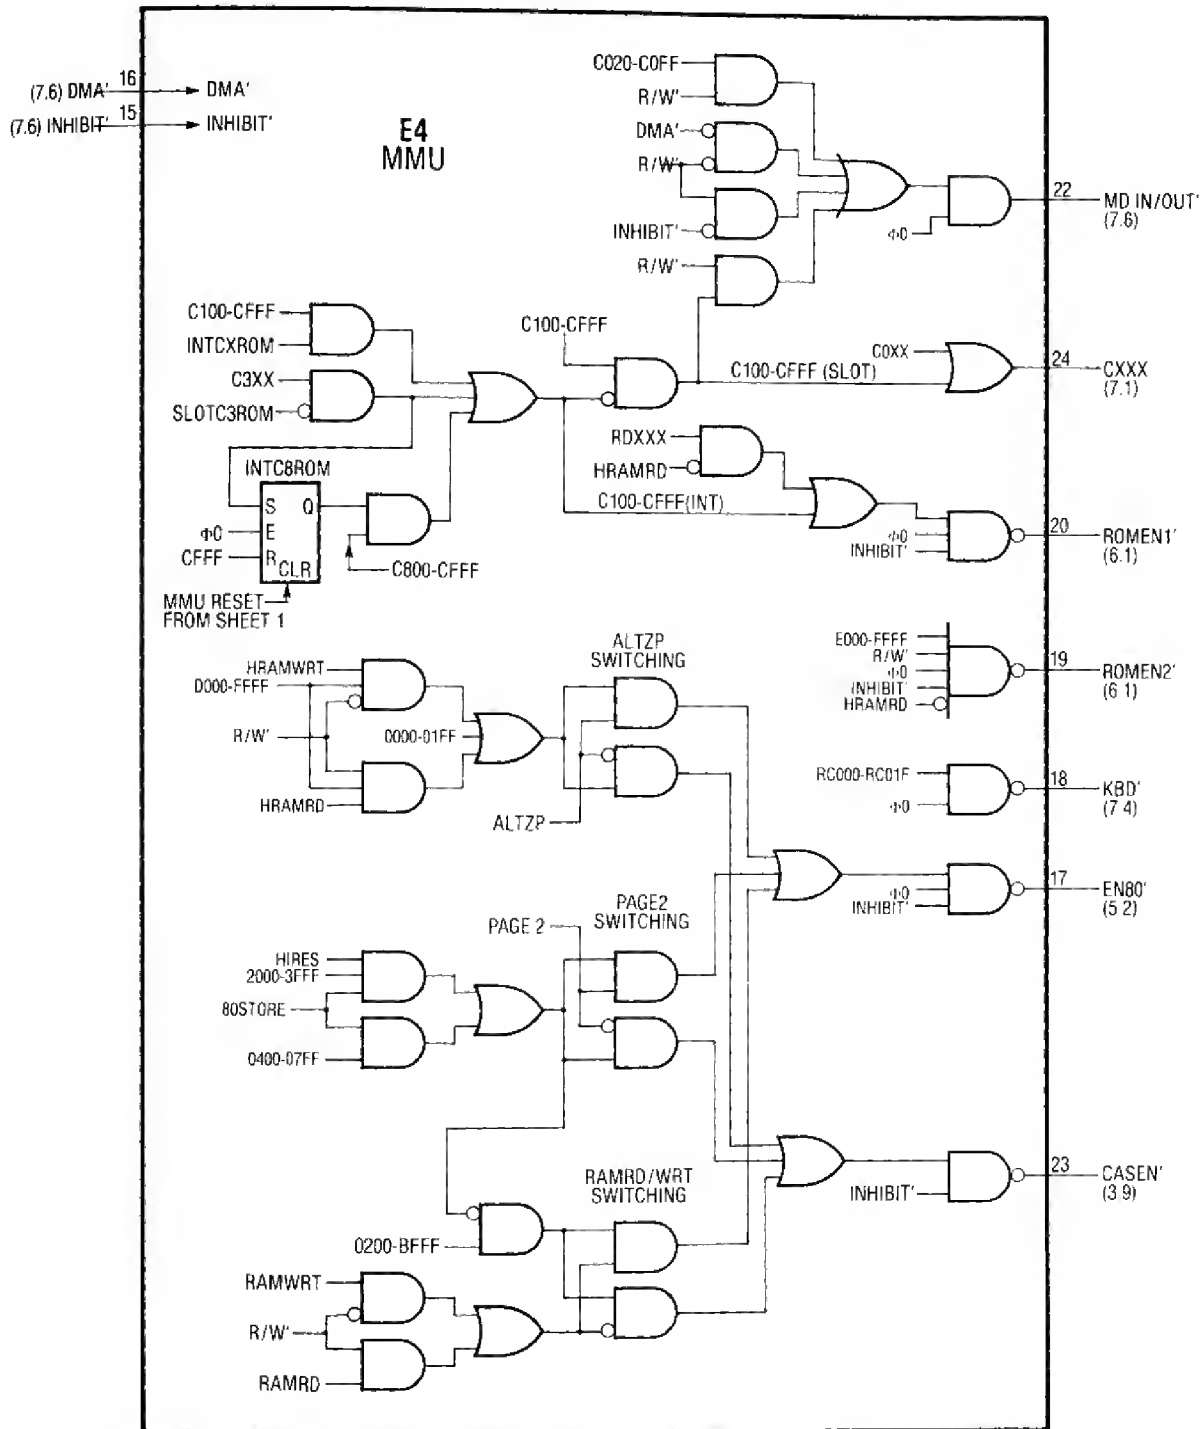 16
(7.6) DMA' DMA'
15
(7.6) INHIBIT' INHIBIT'
E4
MMU
C020-C0FF
R/W'
DMA'
R/W'
INHIBIT'
R/W'
Φ0
22
MD IN/OUT'
(7.6)
C100-CFFF
INTCXROM
C3XX
SLOTC3ROM
C100-CFFF
C0XX
C100-CFFF (SLOT)
24
CXXX
(7.1)
RDXXX
HRAMRD
C100-CFFF(INT)
Φ0
INHIBIT'
20
ROMEN1'
(6.1)
INTC8ROM
S Q
Φ0 E
CFFF R
CLR
C800-CFFF
MMU RESET
FROM SHEET 1
ALTZP
SWITCHING
HRAMWRT
D000-FFFF
R/W'
0000-01FF
HRAMRD
ALTZP
E000-FFFF
R/W'
Φ0
INHIBIT'
HRAMRD
19
ROMEN2'
(6 1)
RC000-RC01F
Φ0
18
KBD'
(7 4)
Φ0
INHIBIT'
17
EN80'
(5 2)
PAGE2
SWITCHING
PAGE 2
HIRES
2000-3FFF
80STORE
0400-07FF
RAMRD/WRT
SWITCHING
INHIBIT'
23
CASEN'
(3 9)
0200-BFFF
RAMWRT
R/W'
RAMRD